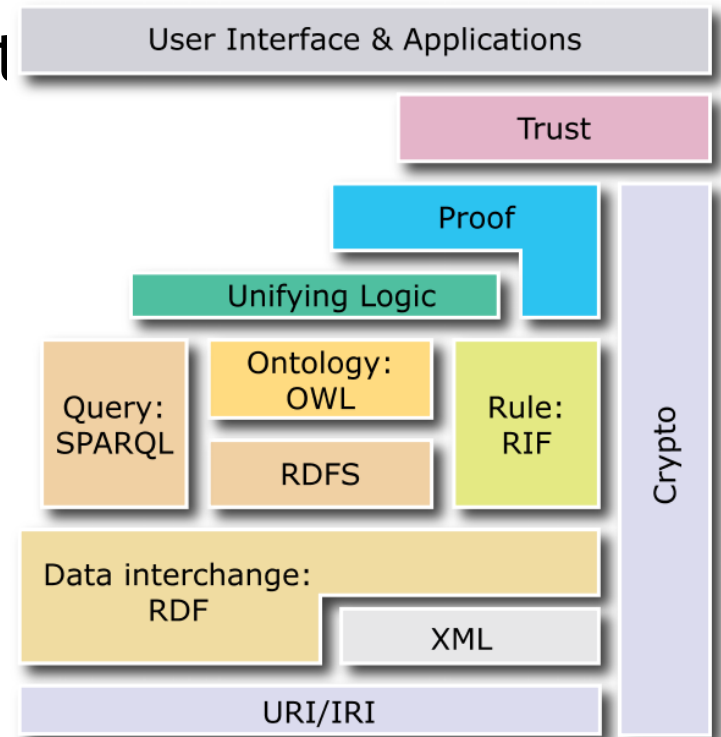 User Interface & Applications
Trust
Proof
Unifying Logic
Query:
SPARQL
Ontology:
OWL
RDFS
Rule:
RIF
Crypto
Data interchange:
RDF
XML
URI/IRI